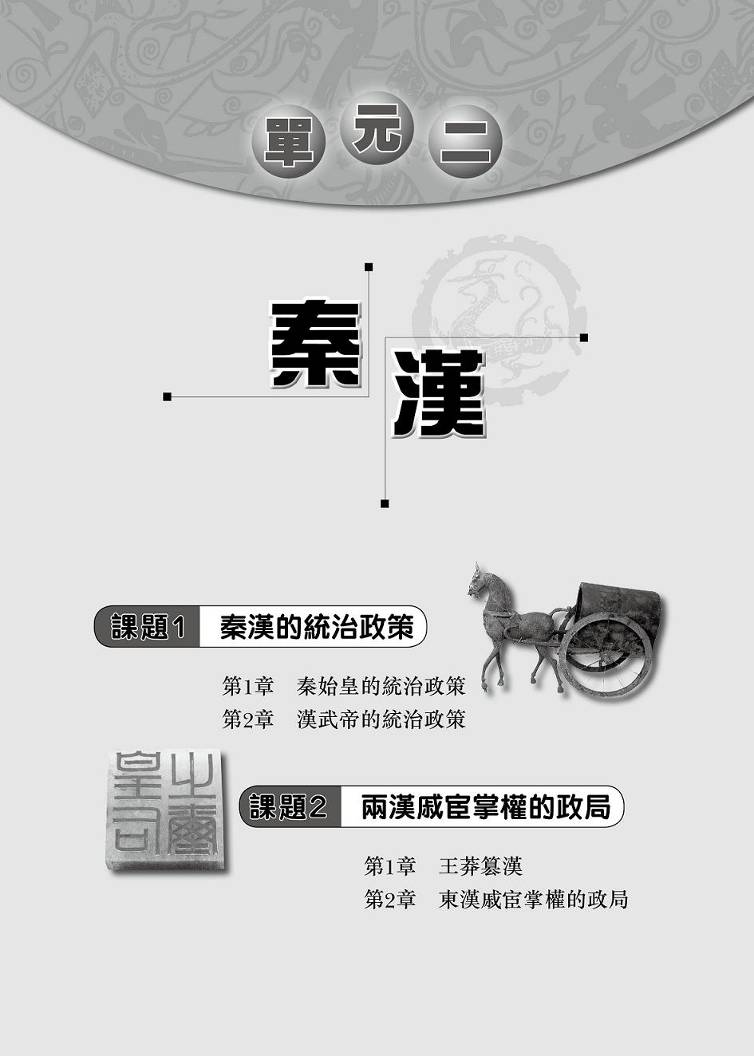 單元二
秦漢
課題1 秦漢的統治政策
第1章 秦始皇的統治政策
第2章 漢武帝的統治政策
課題2 兩漢戚宦掌權的政局
第1章 王莽篡漢
第2章 東漢戚宦掌權的政局